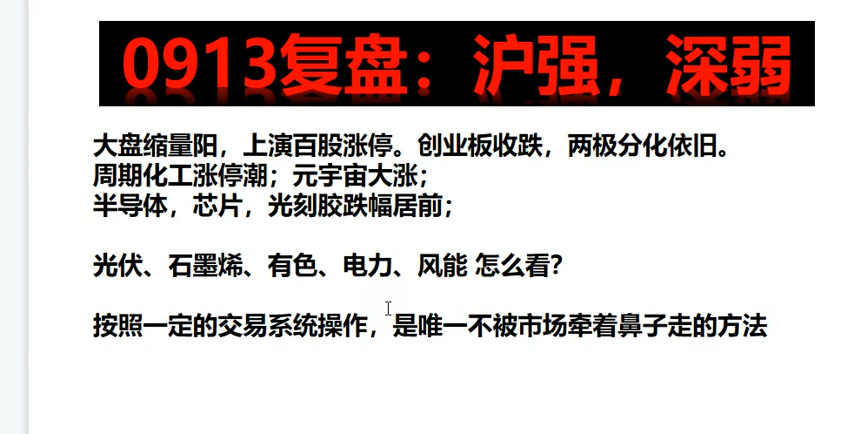 0913复盘：沪强，深弱
大盘缩量阳，上演百股涨停。创业板收跌，两极分化依旧。
周期化工涨停潮；元宇宙大涨；
半导体，芯片，光刻胶跌幅居前；
光伏、石墨烯、有色、电力、风能 怎么看？
按照一定的交易系统操作，是唯一不被市场牵着鼻子走的方法